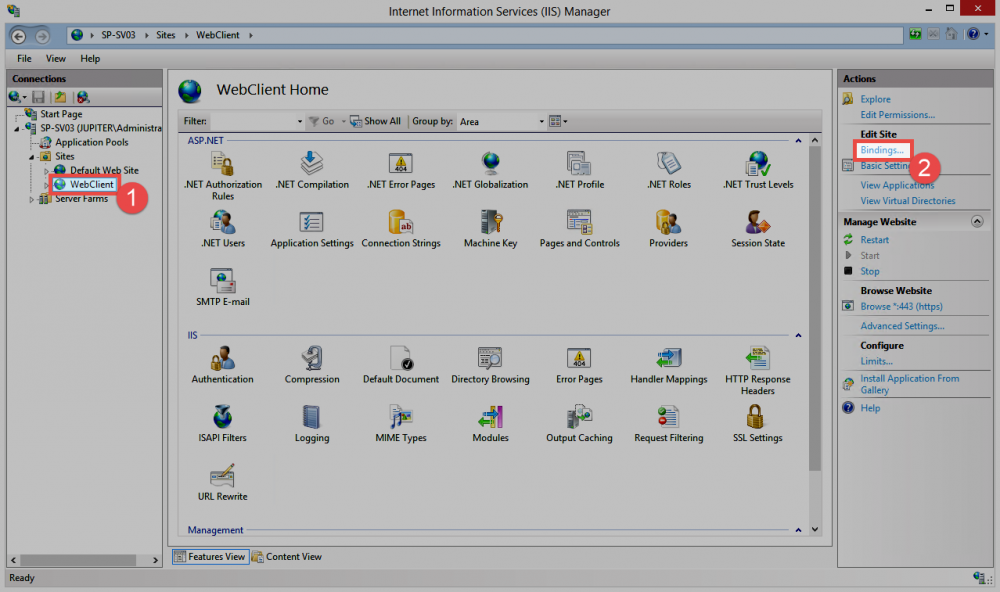 Internet Information Services (IIS) Manager
SP-SV03 Sites WebClient
File View Help
Connections
Start Page
SP-SV03 (JUPITER\Administra
Application Pools
Sites
Default Web Site
WebClient
1
Server Farms
WebClient Home
Filter: Go Show All Group by: Area
ASP.NET
.NET Authorization Rules
.NET Compilation
.NET Error Pages
.NET Globalization
.NET Profile
.NET Roles
.NET Trust Levels
.NET Users
Application Settings
Connection Strings
Machine Key
Pages and Controls
Providers
Session State
SMTP E-mail
IIS
Authentication
Compression
Default Document
Directory Browsing
Error Pages
Handler Mappings
HTTP Response Headers
ISAPI Filters
Logging
MIME Types
Modules
Output Caching
Request Filtering
SSL Settings
URL Rewrite
Management
Features View Content View
Actions
Explore
Edit Permissions...
Edit Site
Bindings...
2
Basic Settin
View Applications
View Virtual Directories
Manage Website
Restart
Start
Stop
Browse Website
Browse *:443 (https)
Advanced Settings...
Configure
Limits...
Install Application From
Gallery
Help
Ready